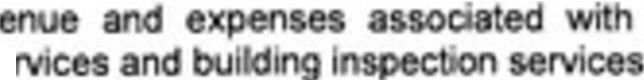 enue and expenses associated with
rvices and building inspection services